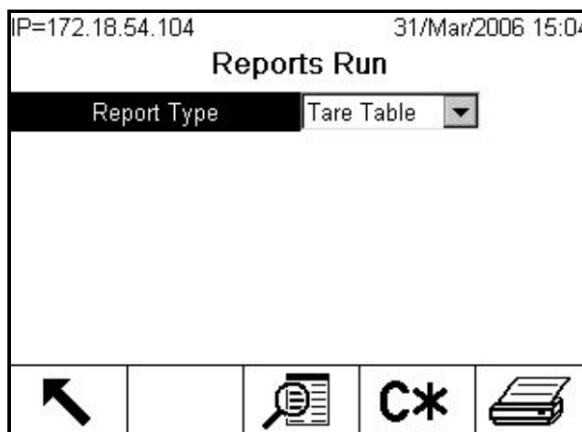 IP=172.18.54.104 31/Mar/2006 15:04
Reports Run
Report Type Tare Table
C*